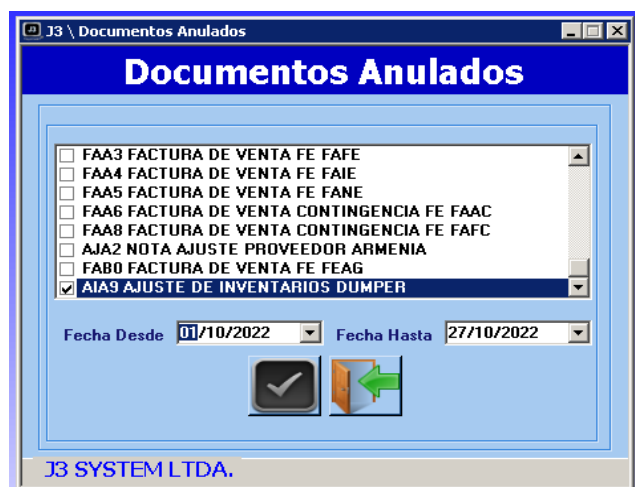 J3 \ Documentos Anulados
Documentos Anulados
FAA3 FACTURA DE VENTA FE FAFE
FAA4 FACTURA DE VENTA FE FAIE
FAA5 FACTURA DE VENTA FE FANE
FAA6 FACTURA DE VENTA CONTINGENCIA FE FAAC
FAA8 FACTURA DE VENTA CONTINGENCIA FE FAFC
AJA2 NOTA AJUSTE PROVEEDOR ARMENIA
FAB0 FACTURA DE VENTA FE FEAG
AIA9 AJUSTE DE INVENTARIOS DUMPER
Fecha Desde 01/10/2022 Fecha Hasta 27/10/2022
J3 SYSTEM LTDA.